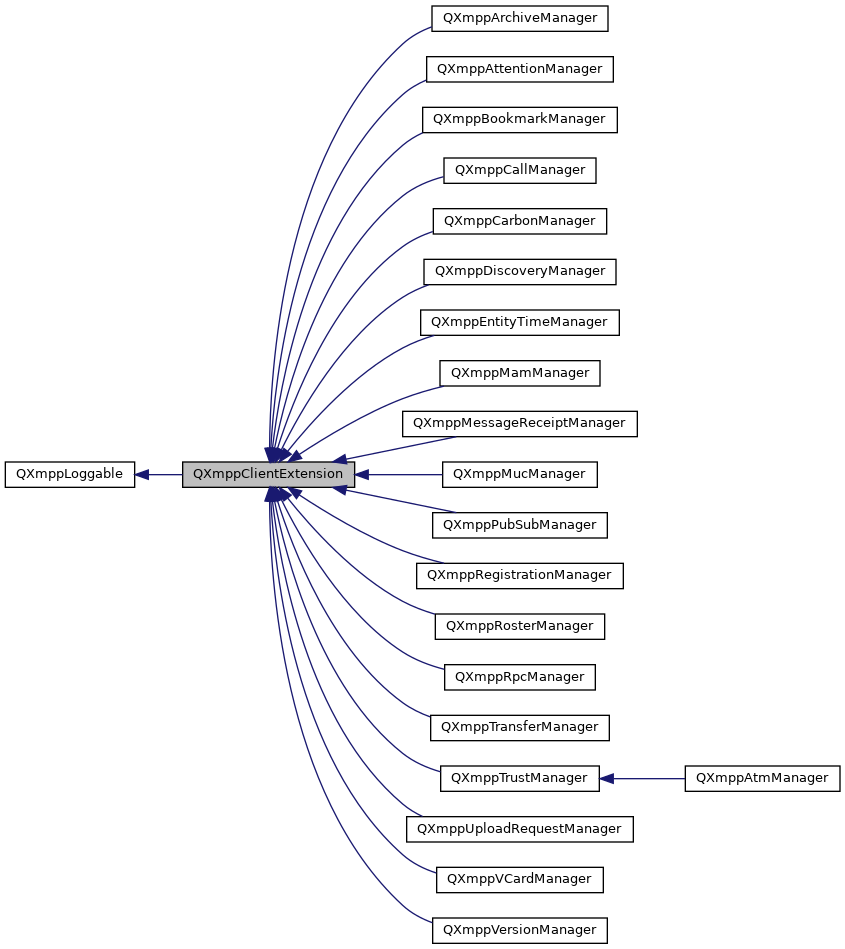 QXmppArchiveManager
QXmppAttentionManager
QXmppBookmarkManager
QXmppCallManager
QXmppCarbonManager
QXmppDiscoveryManager
QXmppEntityTimeManager
QXmppMamManager
QXmppMessageReceiptManager
QXmppLoggable
QXmppClientExtension
QXmppMucManager
QXmppPubSubManager
QXmppRegistrationManager
QXmppRosterManager
QXmppRpcManager
QXmppTransferManager
QXmppTrustManager
QXmppAtmManager
QXmppUploadRequestManager
QXmppVCardManager
QXmppVersionManager